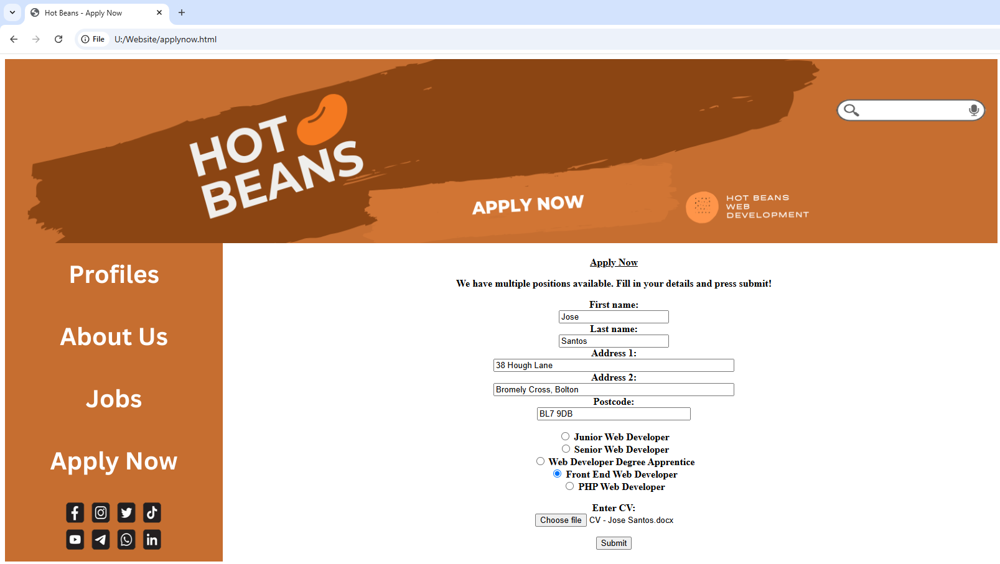 Hot Beans - Apply Now
File
U:/Website/applynow.html
HOT
BEANS
APPLY NOW
HOT BEANS
WEB
DEVELOPMENT
Profiles
About Us
Jobs
Apply Now
Apply Now
We have multiple positions available. Fill in your details and press submit!
First name:
Jose
Last name:
Santos
Address 1:
38 Hough Lane
Address 2:
Bromely Cross, Bolton
Postcode:
BL7 9DB
Junior Web Developer
Senior Web Developer
Web Developer Degree Apprentice
Front End Web Developer
PHP Web Developer
Enter CV:
Choose file CV - Jose Santos.docx
Submit